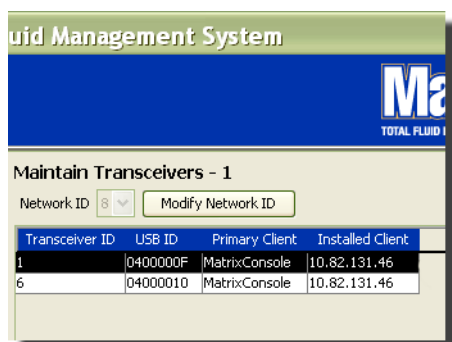 uid Management System
Ma
TOTAL FLUID
Maintain Transceivers - 1
Network ID 8 Modify Network ID
Transceiver ID USB ID Primary Client Installed Client
1 0400000F MatrixConsole 10.82.131.46
6 04000010 MatrixConsole 10.82.131.46